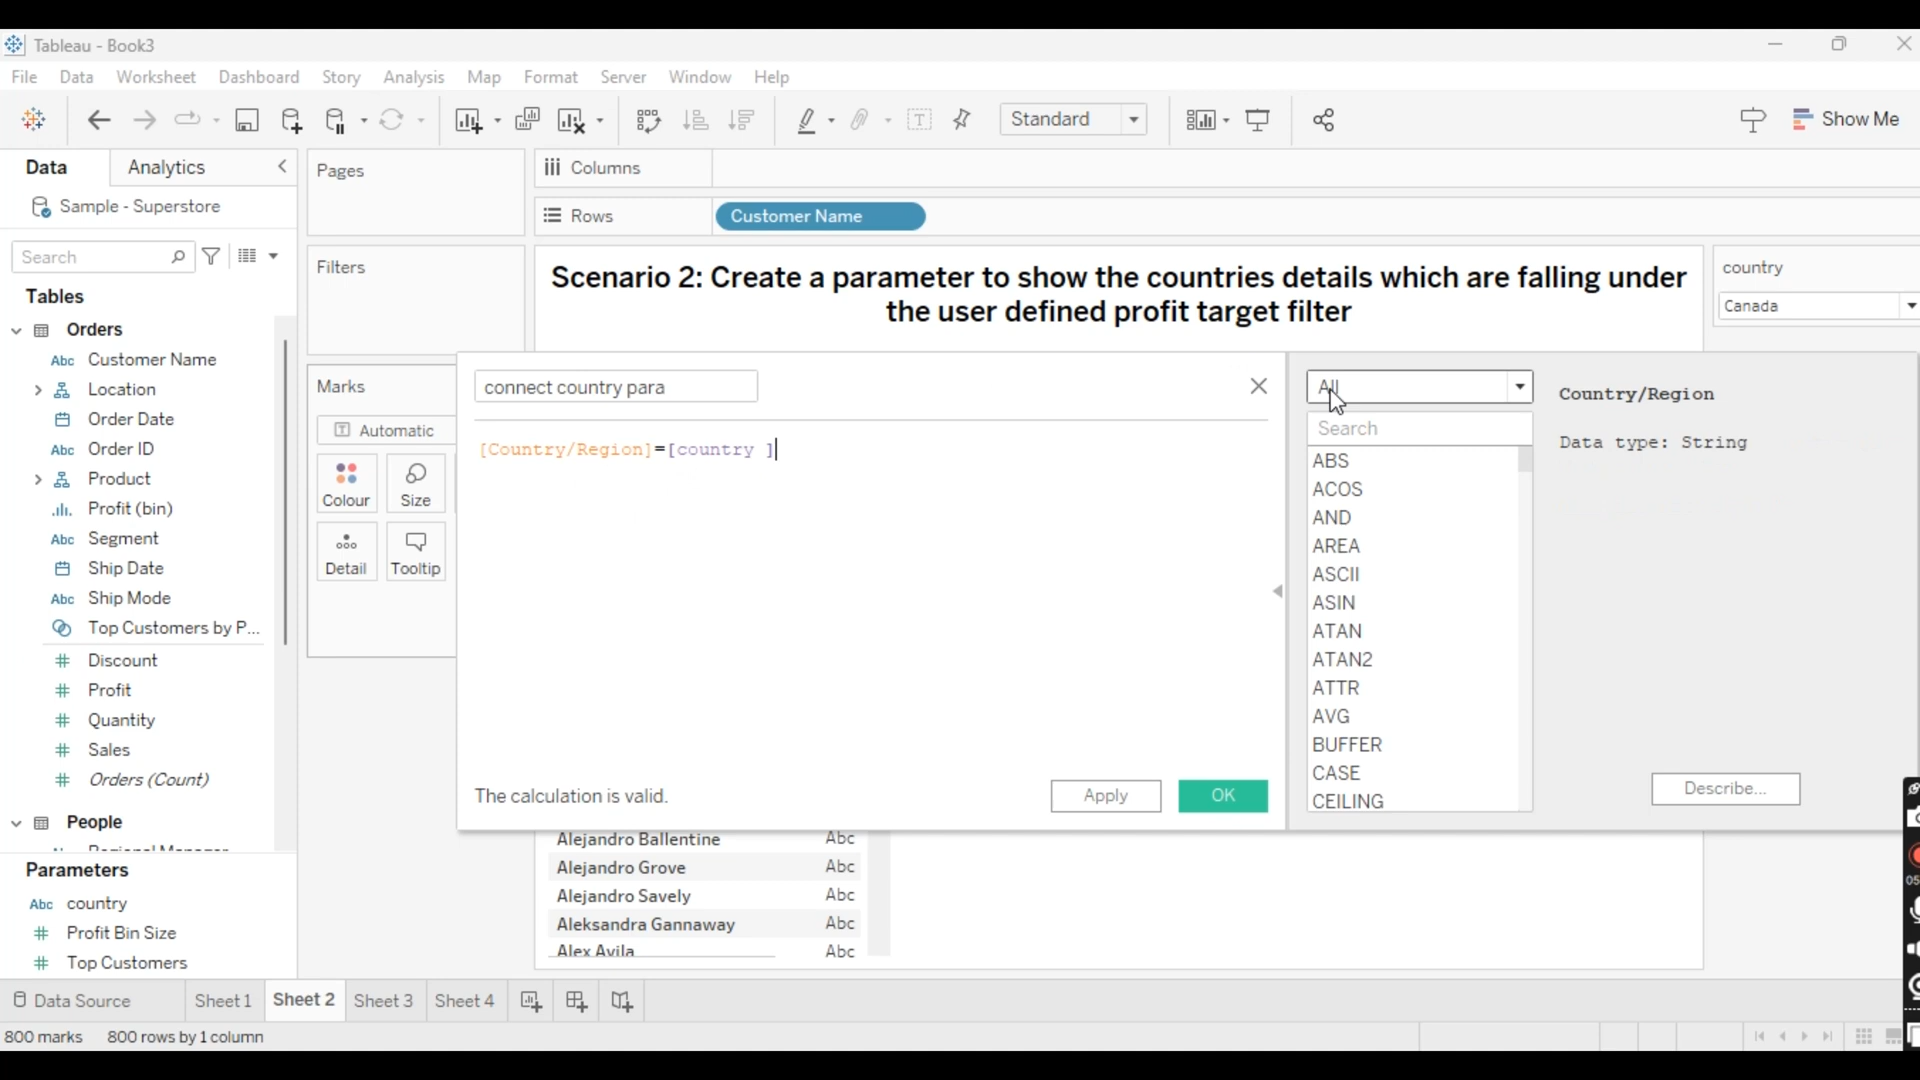 Tableau - Book3
File Data Worksheet Dashboard Story Analysis Map Format Server Window Help
Standard
Show Me
Data
Analytics
Sample - Superstore
Search
Tables
Orders
Abc Customer Name
Location
Order Date
Abc Order ID
Product
Profit (bin)
Abc Segment
Ship Date
Abc Ship Mode
Top Customers by P...
Discount
Profit
Quantity
Sales
Orders (Count)
People
Parameters
Abc country
Profit Bin Size
Top Customers
Pages
Filters
Marks
Automatic
Colour
Size
Detail
Tooltip
Columns
Rows
Customer Name
Scenario 2: Create a parameter to show the countries details which are falling under
the user defined profit target filter
country
Canada
connect country para
[Country/Region]=[country ]
The calculation is valid.
Apply
OK
All
Search
ABS
ACOS
AND
AREA
ASCII
ASIN
ATAN
ATAN2
ATTR
AVG
BUFFER
CASE
CEILING
Country/Region
Data type: String
Describe...
Alejandro Ballentine Abc
Alejandro Grove Abc
Alejandro Savely Abc
Aleksandra Gannaway Abc
Alex Avila Abc
Data Source
Sheet 1
Sheet 2
Sheet 3
Sheet 4
800 marks 800 rows by 1 column